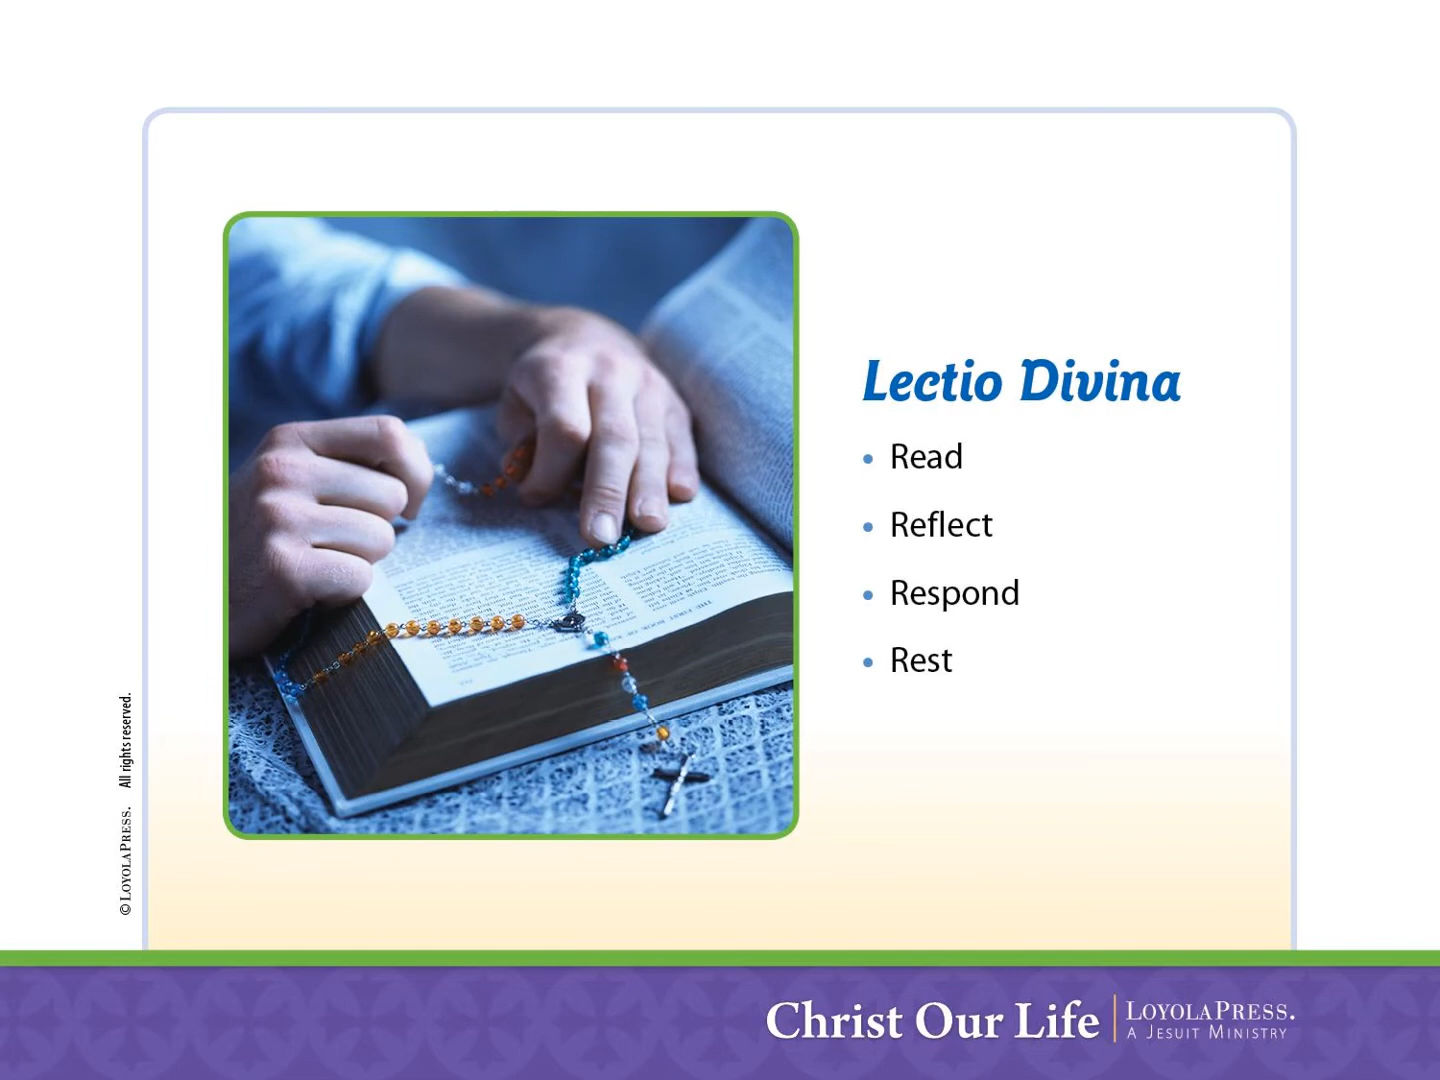 Lectio Divina
• Read
• Reflect
• Respond
• Rest
© LOYOLAPRESS. All rights reserved.
Christ Our Life
LOYOLAPRESS.
A JESUIT MINISTRY